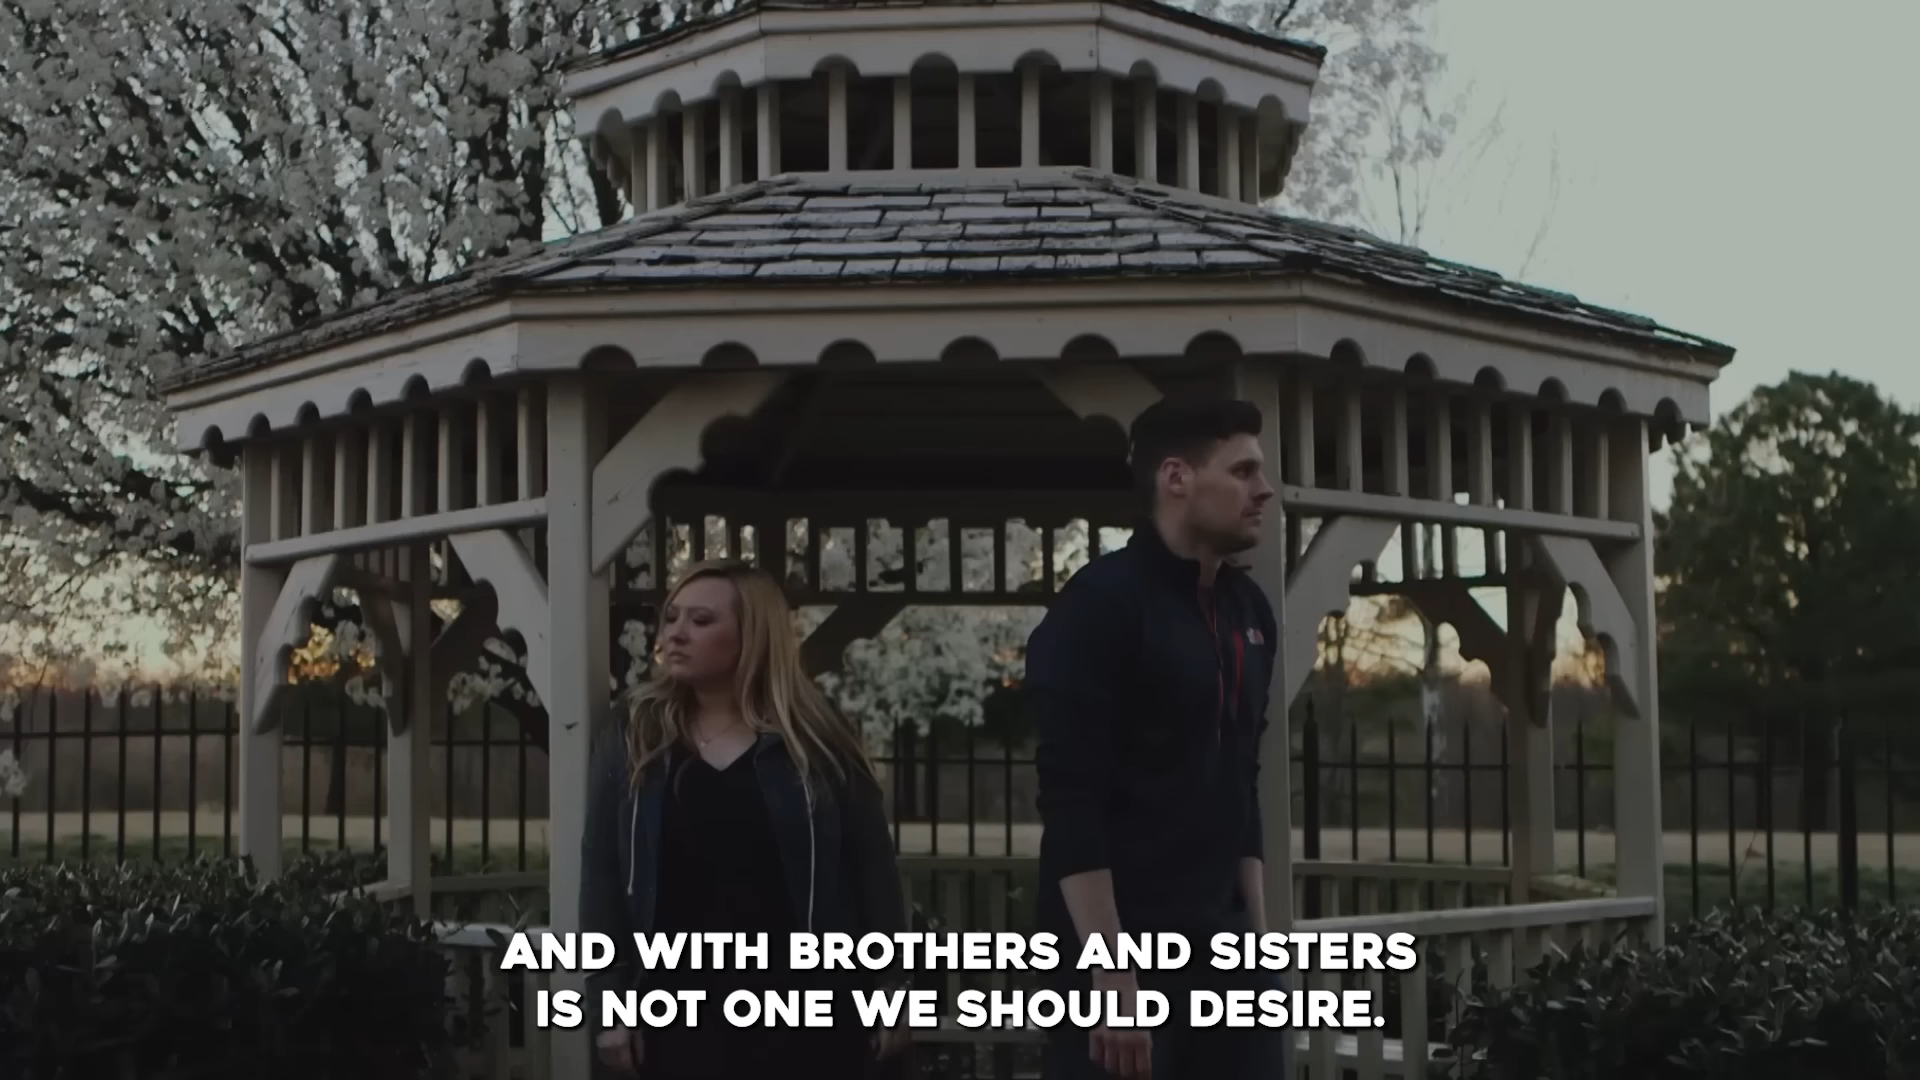 AND WITH BROTHERS AND SISTERS
IS NOT ONE WE SHOULD DESIRE.